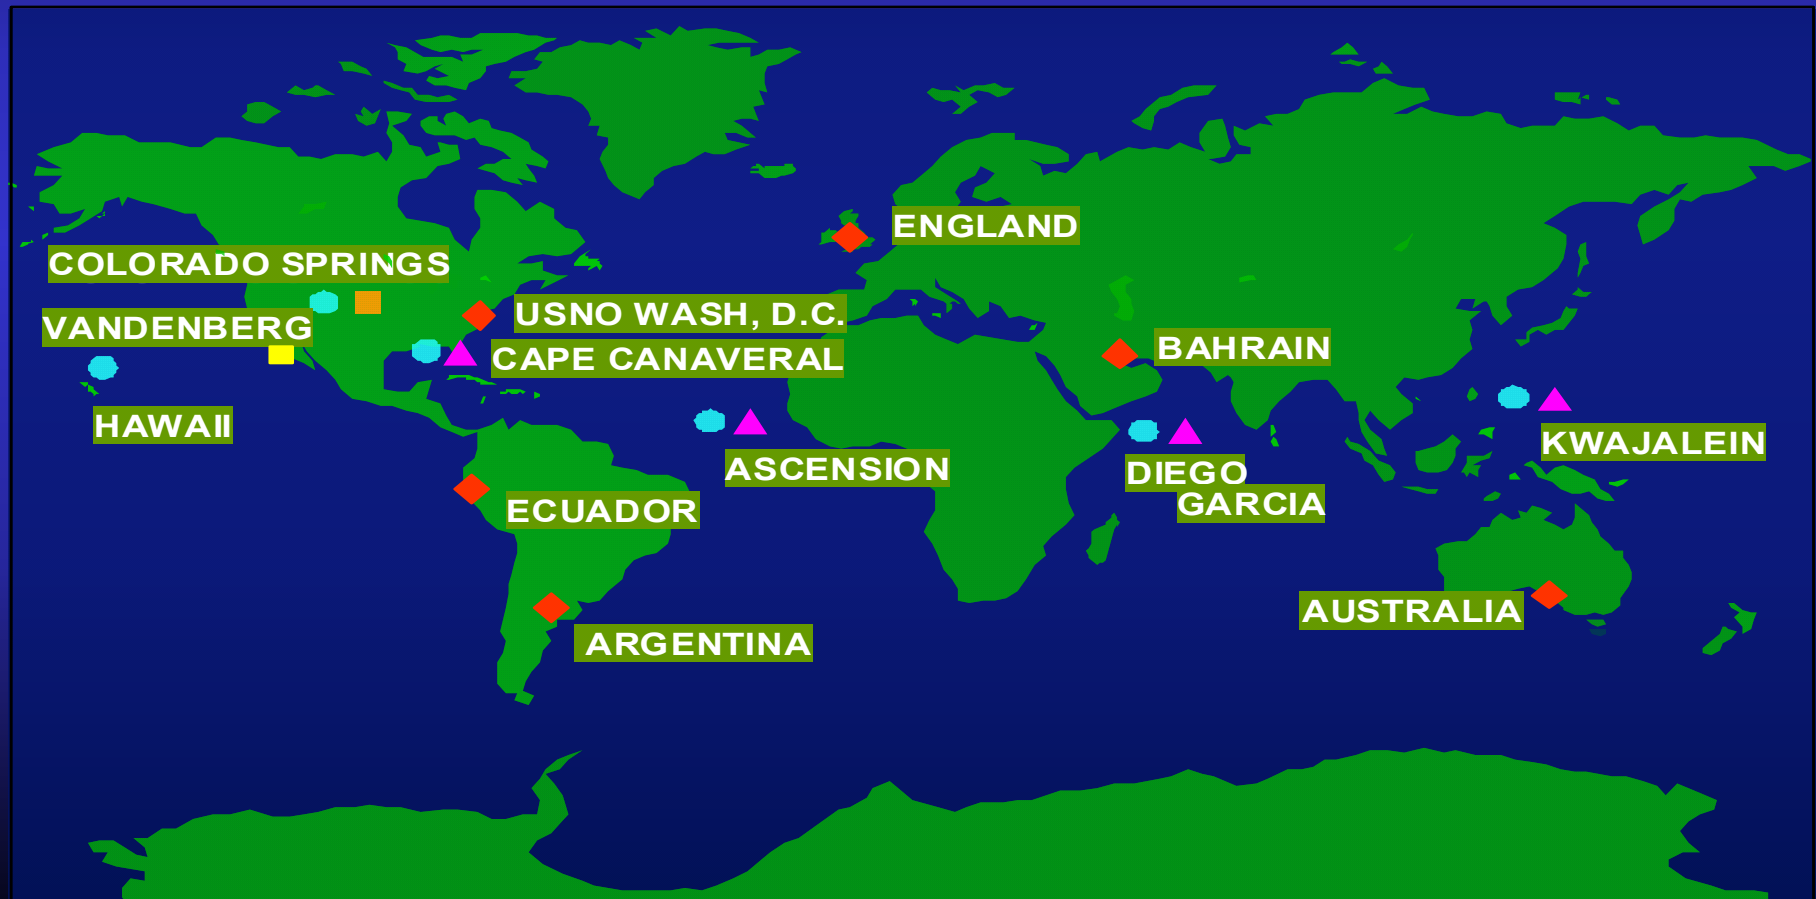 ENGLAND
COLORADO SPRINGS
USNO WASH, D.C.
VANDENBERG
CAPE CANAVERAL
BAHRAIN
HAWAII
ASCENSION
KWAJALEIN
DIEGO
GARCIA
ECUADOR
AUSTRALIA
ARGENTINA